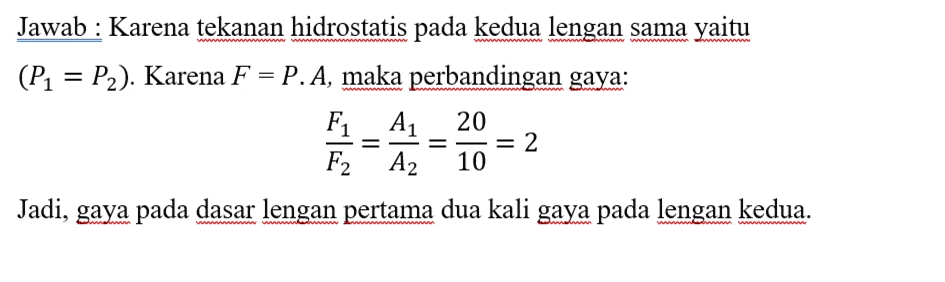 Jawab : Karena tekanan hidrostatis pada kedua lengan sama yaitu
(P₁ = P₂). Karena F = P. A, maka perbandingan gaya:
F₁/F₂ = A₁/A₂ = 20/10 = 2
Jadi, gaya pada dasar lengan pertama dua kali gaya pada lengan kedua.